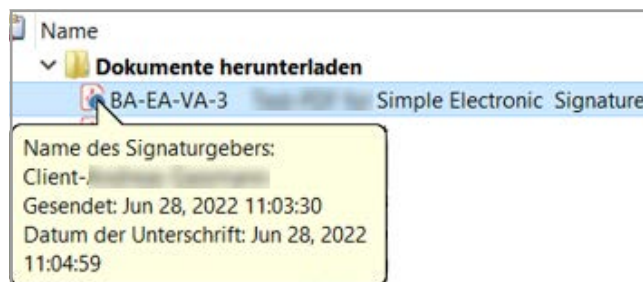 Name
Dokumente herunterladen
BA-EA-VA-3 Simple Electronic Signature
Name des Signaturgebers:
Client-
Gesendet: Jun 28, 2022 11:03:30
Datum der Unterschrift: Jun 28, 2022
11:04:59